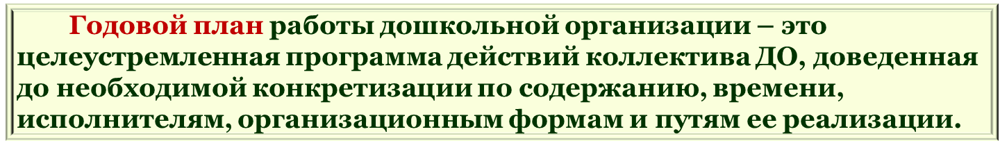 Годовой план работы дошкольной организации – это
целеустремленная программа действий коллектива ДО, доведенная
до необходимой конкретизации по содержанию, времени,
исполнителям, организационным формам и путям ее реализации.